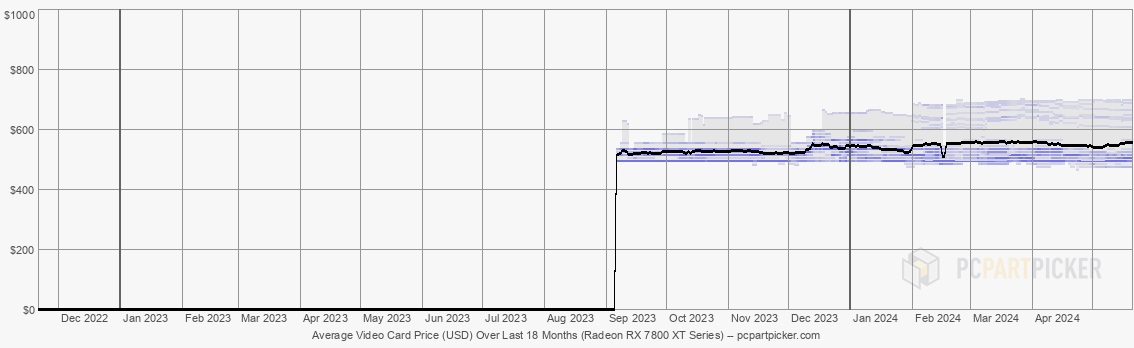 $1000
$800
$600
$400
$200
$0
Dec 2022 Jan 2023 Feb 2023 Mar 2023 Apr 2023 May 2023 Jun 2023 Jul 2023 Aug 2023 Sep 2023 Oct 2023 Nov 2023 Dec 2023 Jan 2024 Feb 2024 Mar 2024 Apr 2024
Average Video Card Price (USD) Over Last 18 Months (Radeon RX 7800 XT Series) -- pcpartpicker.com
PCPARTPICKER